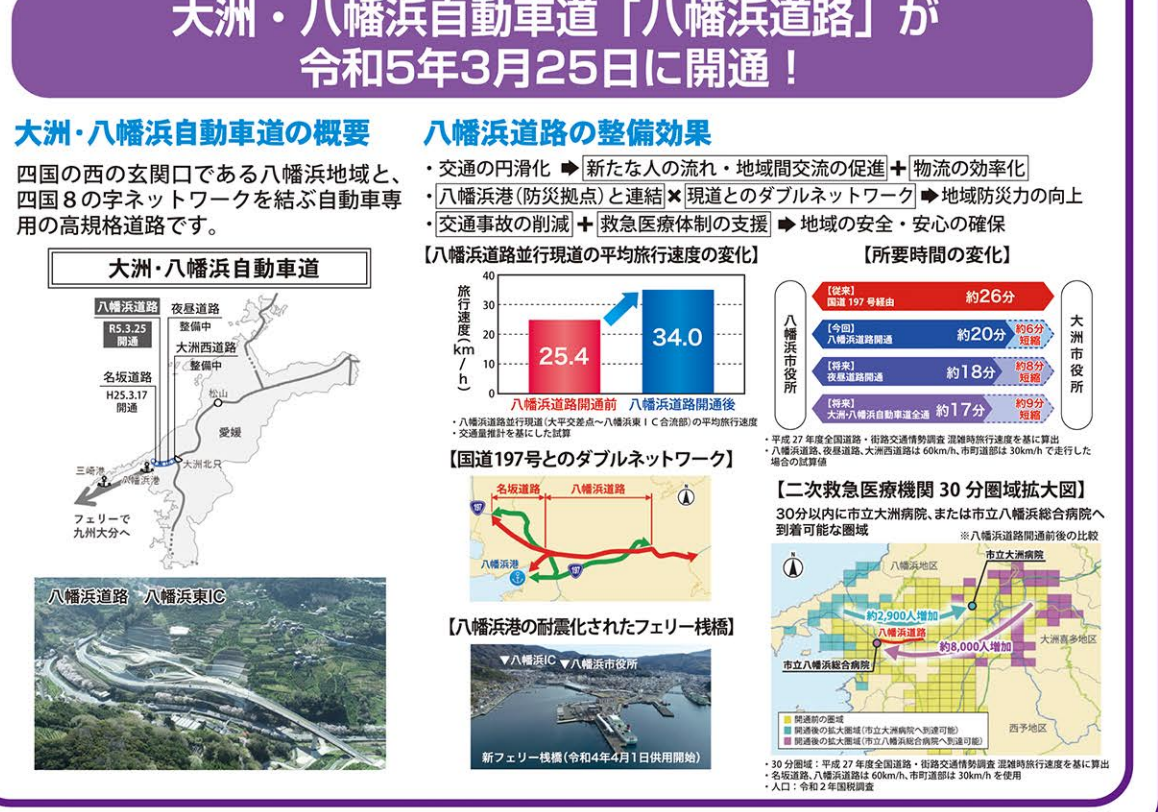 大洲・八幡浜自動車道「八幡浜道路」が
令和5年3月25日に開通！
大洲・八幡浜自動車道の概要
四国の西の玄関口である八幡浜地域と、
四国８の字ネットワークを結ぶ自動車専
用の高規格道路です。
大洲・八幡浜自動車道
八幡浜道路
R5.3.25
開通
夜昼道路
整備中
大洲西道路
整備中
名坂道路
H25.3.17
開通
松山
愛媛
大洲北只
三崎港
八幡浜港
フェリーで
九州大分へ
八幡浜道路 八幡浜東IC
八幡浜道路の整備効果
・交通の円滑化 ➡ 新たな人の流れ・地域間交流の促進 ＋ 物流の効率化
・八幡浜港（防災拠点）と連結 × 現道とのダブルネットワーク ➡ 地域防災力の向上
・交通事故の削減 ＋ 救急医療体制の支援 ➡ 地域の安全・安心の確保
【八幡浜道路並行現道の平均旅行速度の変化】
旅行速度(km/h)
40
30
20
10
0
25.4
34.0
八幡浜道路開通前 八幡浜道路開通後
・八幡浜道路並行現道（大平交差点～八幡浜東ＩＣ合流部）の平均旅行速度
・交通量推計を基にした試算
【国道197号とのダブルネットワーク】
名坂道路 八幡浜道路
N
197
八幡浜港
197
【八幡浜港の耐震化されたフェリー桟橋】
▼八幡浜IC ▼八幡浜市役所
新フェリー桟橋（令和4年4月1日供用開始）
【所要時間の変化】
八幡浜市役所
大洲市役所
【従来】
国道197号経由 約26分
【今回】
八幡浜道路開通 約20分 約6分短縮
【将来】
夜昼道路開通 約18分 約8分短縮
【将来】
大洲・八幡浜自動車道全通 約17分 約9分短縮
・平成27年度全国道路・街路交通情勢調査 混雑時旅行速度を基に算出
・八幡浜道路、夜昼道路、大洲西道路は60km/h、市町道部は30km/hで走行した
場合の試算値
【二次救急医療機関 30 分圏域拡大図】
30分以内に市立大洲病院、または市立八幡浜総合病院へ
到着可能な圏域
※八幡浜道路開通前後の比較
N
八幡浜地区
市立大洲病院
約2,900人増加
八幡浜道路
約8,000人増加
大洲喜多地区
市立八幡浜総合病院
西予地区
開通前の圏域
開通後の拡大圏域（市立大洲病院へ到達可能）
開通後の拡大圏域（市立八幡浜総合病院へ到達可能）
・30 分圏域：平成 27 年度全国道路・街路交通情勢調査 混雑時旅行速度を基に算出
・名坂道路、八幡浜道路は 60km/h、市町道部は 30km/h を使用
・人口：令和２年国税調査